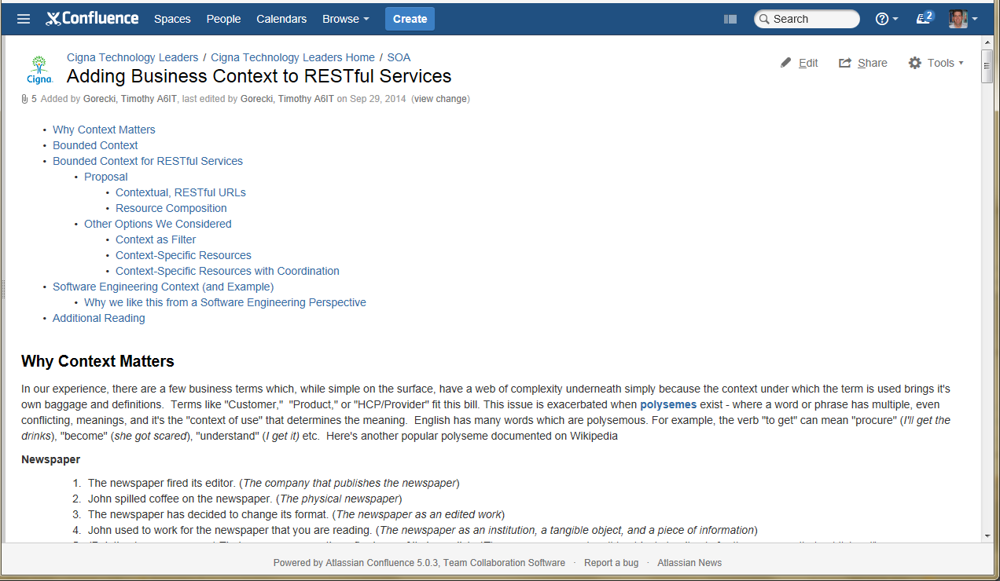 Confluence Spaces People Calendars Browse Create Search 2
Cigna Technology Leaders / Cigna Technology Leaders Home / SOA
Cigna.
Adding Business Context to RESTful Services
Edit Share Tools
5 Added by Gorecki, Timothy A6IT, last edited by Gorecki, Timothy A6IT on Sep 29, 2014 (view change)
• Why Context Matters
• Bounded Context
• Bounded Context for RESTful Services
• Proposal
• Contextual, RESTful URLs
• Resource Composition
• Other Options We Considered
• Context as Filter
• Context-Specific Resources
• Context-Specific Resources with Coordination
• Software Engineering Context (and Example)
• Why we like this from a Software Engineering Perspective
• Additional Reading
Why Context Matters
In our experience, there are a few business terms which, while simple on the surface, have a web of complexity underneath simply because the context under which the term is used brings it's
own baggage and definitions. Terms like "Customer," "Product," or "HCP/Provider" fit this bill. This issue is exacerbated when polysemes exist - where a word or phrase has multiple, even
conflicting, meanings, and it's the "context of use" that determines the meaning. English has many words which are polysemous. For example, the verb "to get" can mean "procure" (I'll get the
drinks), "become" (she got scared), "understand" (I get it) etc. Here's another popular polyseme documented on Wikipedia
Newspaper
1. The newspaper fired its editor. (The company that publishes the newspaper)
2. John spilled coffee on the newspaper. (The physical newspaper)
3. The newspaper has decided to change its format. (The newspaper as an edited work)
4. John used to work for the newspaper that you are reading. (The newspaper as an institution, a tangible object, and a piece of information)
Powered by Atlassian Confluence 5.0.3, Team Collaboration Software · Report a bug · Atlassian News